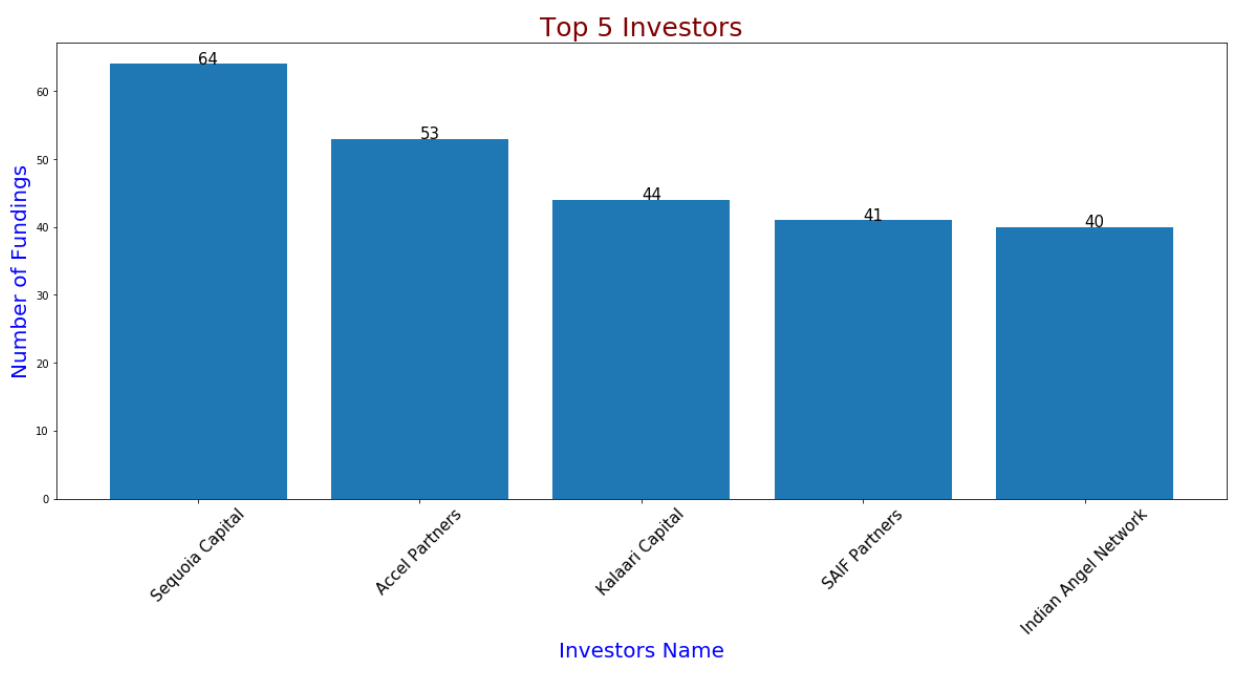 Top 5 Investors
64
53
44
41
40
60
50
40
30
20
10
0
Number of Fundings
Sequoia Capital
Accel Partners
Kalaari Capital
SAIF Partners
Indian Angel Network
Investors Name